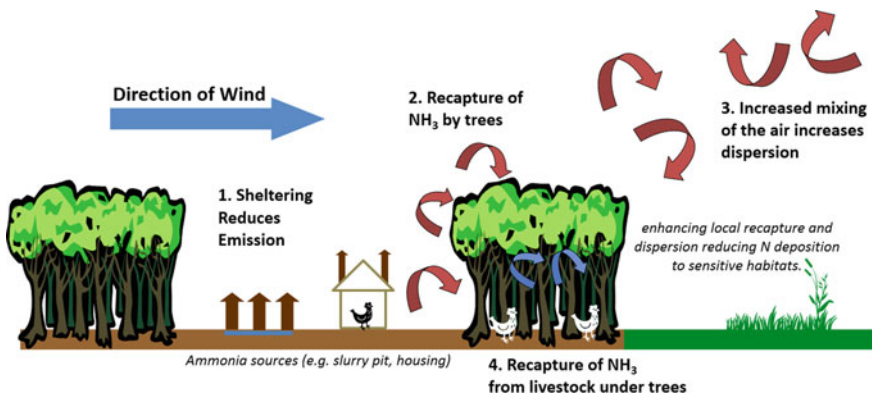 Direction of Wind
1. Sheltering
Reduces
Emission
2. Recapture of
NH₃ by trees
3. Increased mixing
of the air increases
dispersion
enhancing local recapture and
dispersion reducing N deposition
to sensitive habitats.
Ammonia sources (e.g. slurry pit, housing)
4. Recapture of NH₃
from livestock under trees